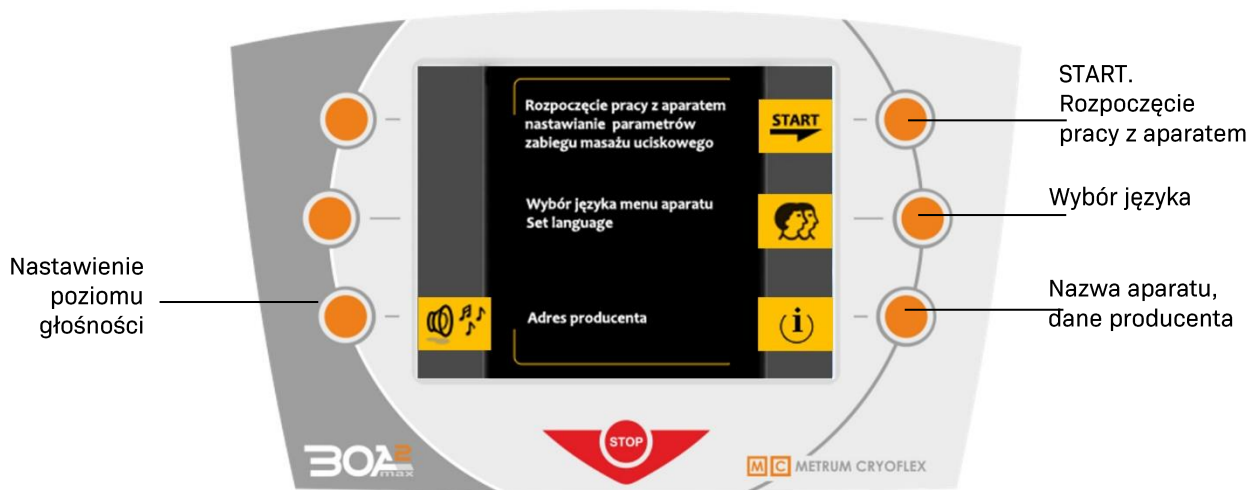 START.
Rozpoczęcie
pracy z aparatem
Wybór języka
Nazwa aparatu,
dane producenta
Nastawienie
poziomu
głośności
Rozpoczęcie pracy z aparatem
nastawianie parametrów
zabiegu masażu uciskowego
START
Wybór języka menu aparatu
Set language
Adres producenta
i
STOP
BOA2
max
MC METRUM CRYOFLEX